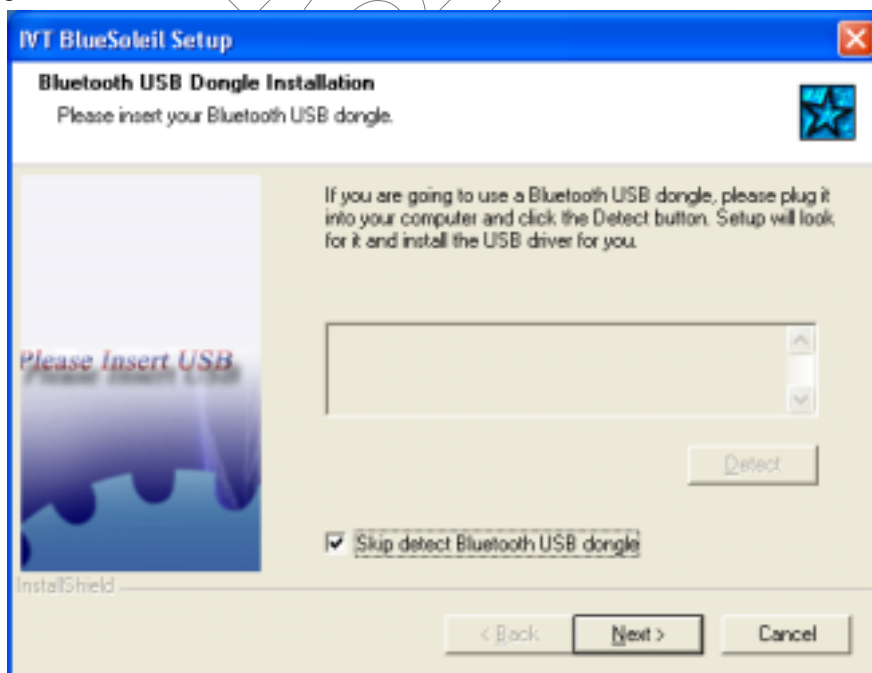 IVT BlueSoleil Setup
Bluetooth USB Dongle Installation
Please insert your Bluetooth USB dongle.
If you are going to use a Bluetooth USB dongle, please plug it
into your computer and click the Detect button. Setup will look
for it and install the USB driver for you.
Please Insert USB
Detect
Skip detect Bluetooth USB dongle
InstallShield
< Back
Next >
Cancel